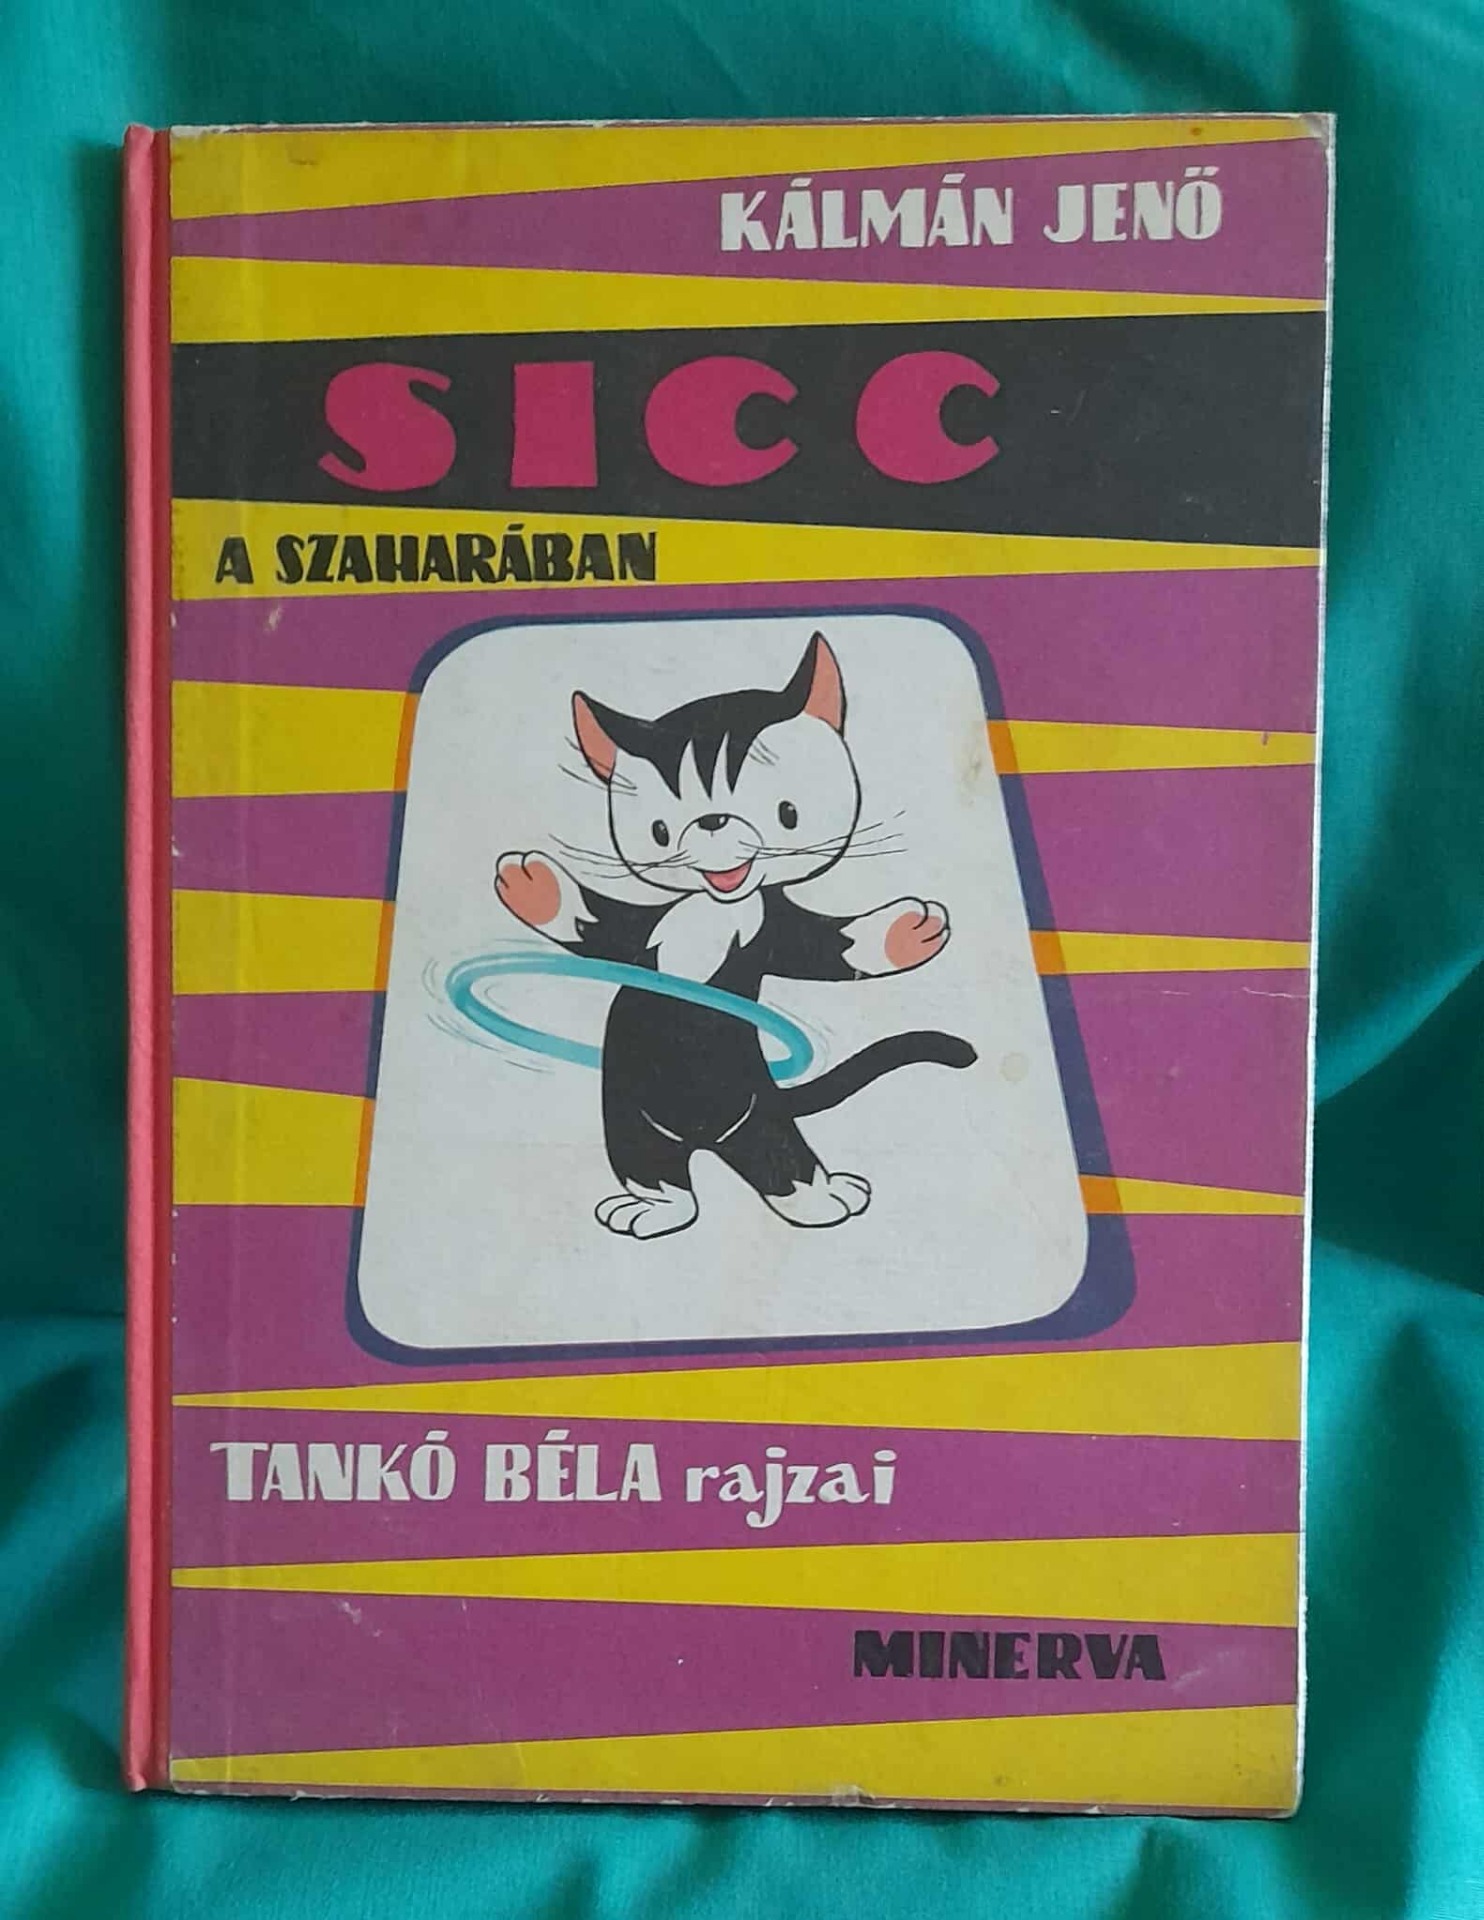 KÁLMÁN JENŐ
SICC
A SZAHARÁBAN
TANKÓ BÉLA rajzai
MINERVA